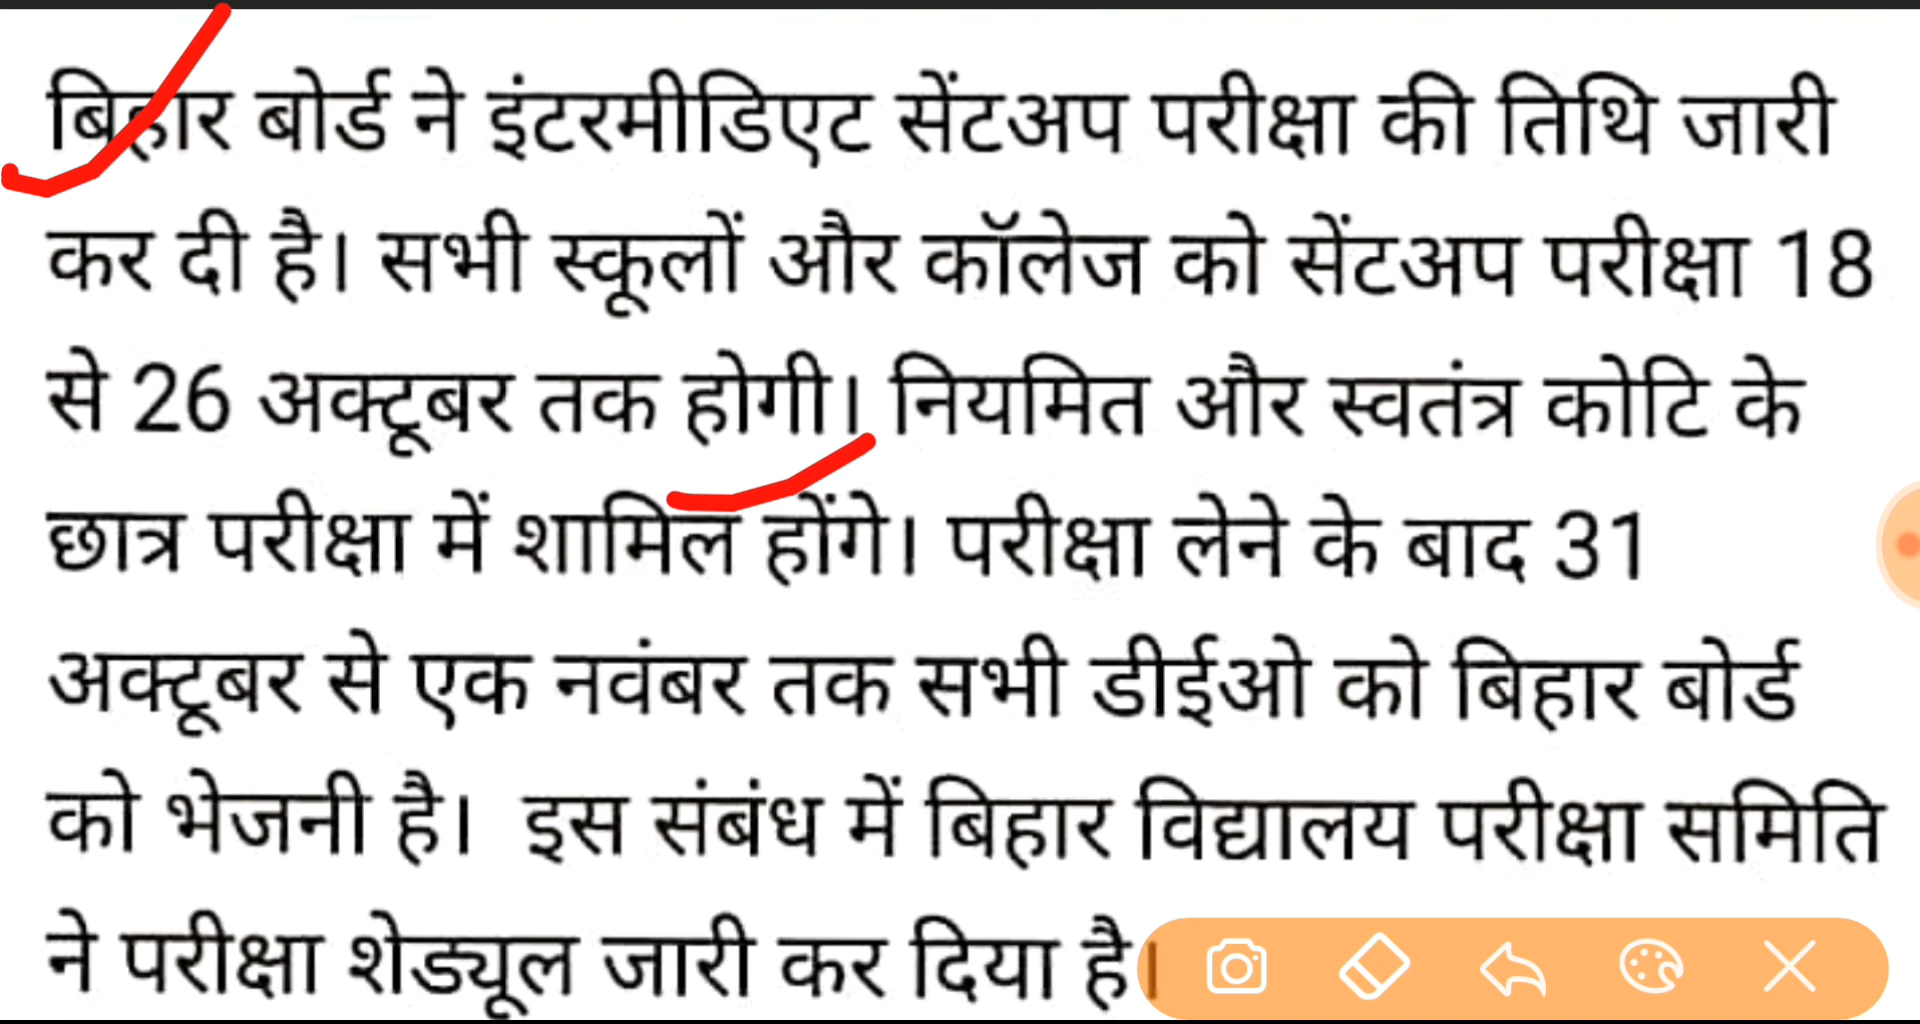 बिहार बोर्ड ने इंटरमीडिएट सेंटअप परीक्षा की तिथि जारी
कर दी है। सभी स्कूलों और कॉलेज को सेंटअप परीक्षा 18
से 26 अक्टूबर तक होगी। नियमित और स्वतंत्र कोटि के
छात्र परीक्षा में शामिल होंगे। परीक्षा लेने के बाद 31
अक्टूबर से एक नवंबर तक सभी डीईओ को बिहार बोर्ड
को भेजनी है। इस संबंध में बिहार विद्यालय परीक्षा समिति
ने परीक्षा शेड्यूल जारी कर दिया है।